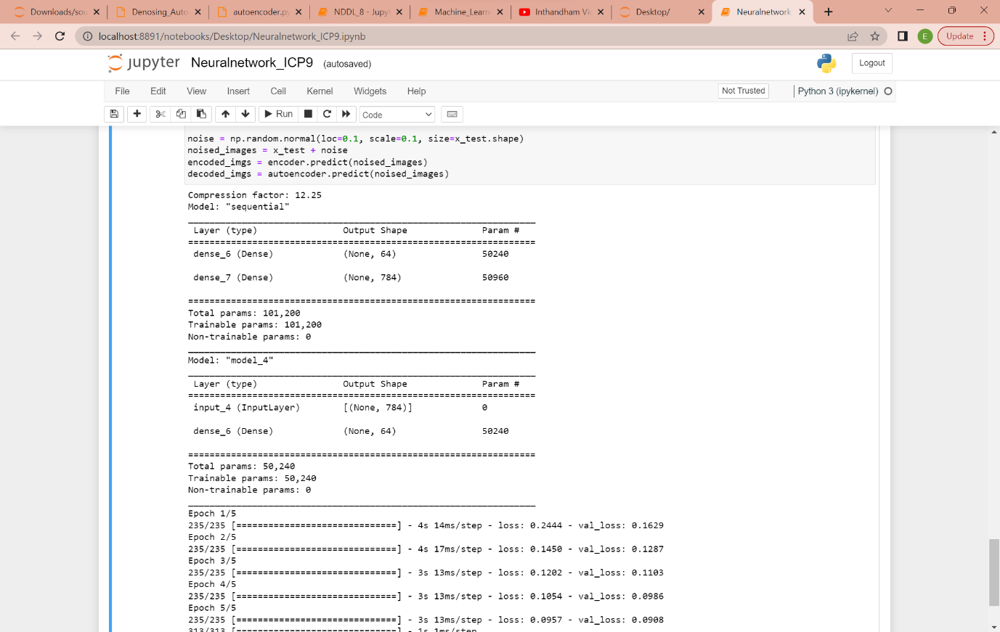 Downloads/sou
Denosing_Auto
autoencoder.p
NDDL_8 - Jupy
Machine_Learn
Inthandham Vi
Desktop/
Neuralnetwork
localhost:8891/notebooks/Desktop/Neuralnetwork_ICP9.ipynb
E
Update
jupyter Neuralnetwork_ICP9 (autosaved)
Logout
File Edit View Insert Cell Kernel Widgets Help
Not Trusted
Python 3 (ipykernel)
Run
Code
noise = np.random.normal(loc=0.1, scale=0.1, size=x_test.shape)
noised_images = x_test + noise
encoded_imgs = encoder.predict(noised_images)
decoded_imgs = autoencoder.predict(noised_images)
Compression factor: 12.25
Model: "sequential"
_________________________________________________________________
Layer (type) Output Shape Param #
=================================================================
dense_6 (Dense) (None, 64) 50240
dense_7 (Dense) (None, 784) 50960
=================================================================
Total params: 101,200
Trainable params: 101,200
Non-trainable params: 0
_________________________________________________________________
Model: "model_4"
_________________________________________________________________
Layer (type) Output Shape Param #
=================================================================
input_4 (InputLayer) [(None, 784)] 0
dense_6 (Dense) (None, 64) 50240
=================================================================
Total params: 50,240
Trainable params: 50,240
Non-trainable params: 0
_________________________________________________________________
Epoch 1/5
235/235 [==============================] - 4s 14ms/step - loss: 0.2444 - val_loss: 0.1629
Epoch 2/5
235/235 [==============================] - 4s 17ms/step - loss: 0.1450 - val_loss: 0.1287
Epoch 3/5
235/235 [==============================] - 3s 13ms/step - loss: 0.1202 - val_loss: 0.1103
Epoch 4/5
235/235 [==============================] - 3s 13ms/step - loss: 0.1054 - val_loss: 0.0986
Epoch 5/5
235/235 [==============================] - 3s 13ms/step - loss: 0.0957 - val_loss: 0.0908
313/313 [==============================] - 1s 1ms/step